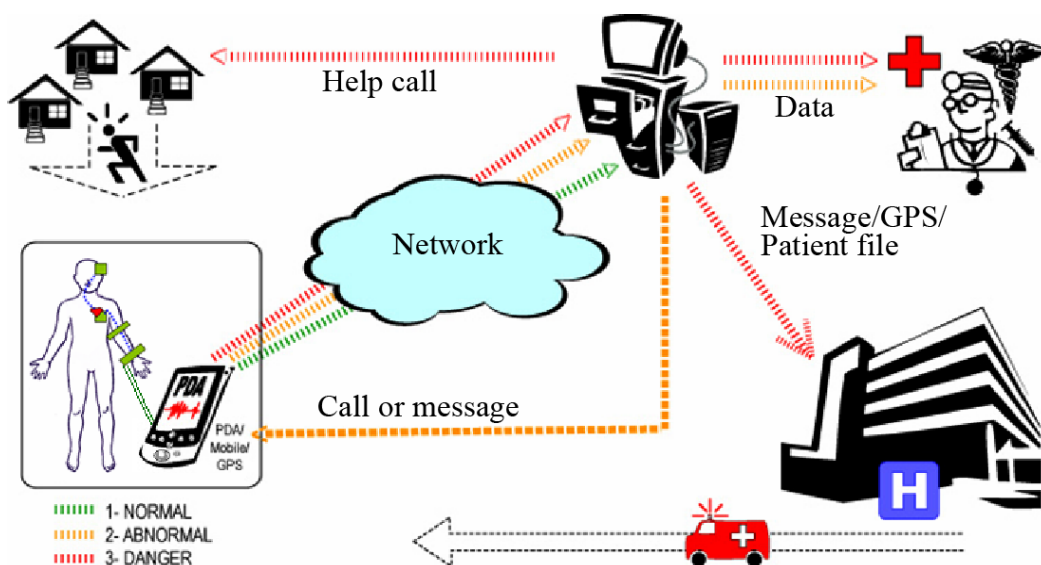 Help call
Data
Message/GPS/
Patient file
Network
PDA
PDA/
Mobile/
GPS
Call or message
H
1- NORMAL
2- ABNORMAL
3- DANGER